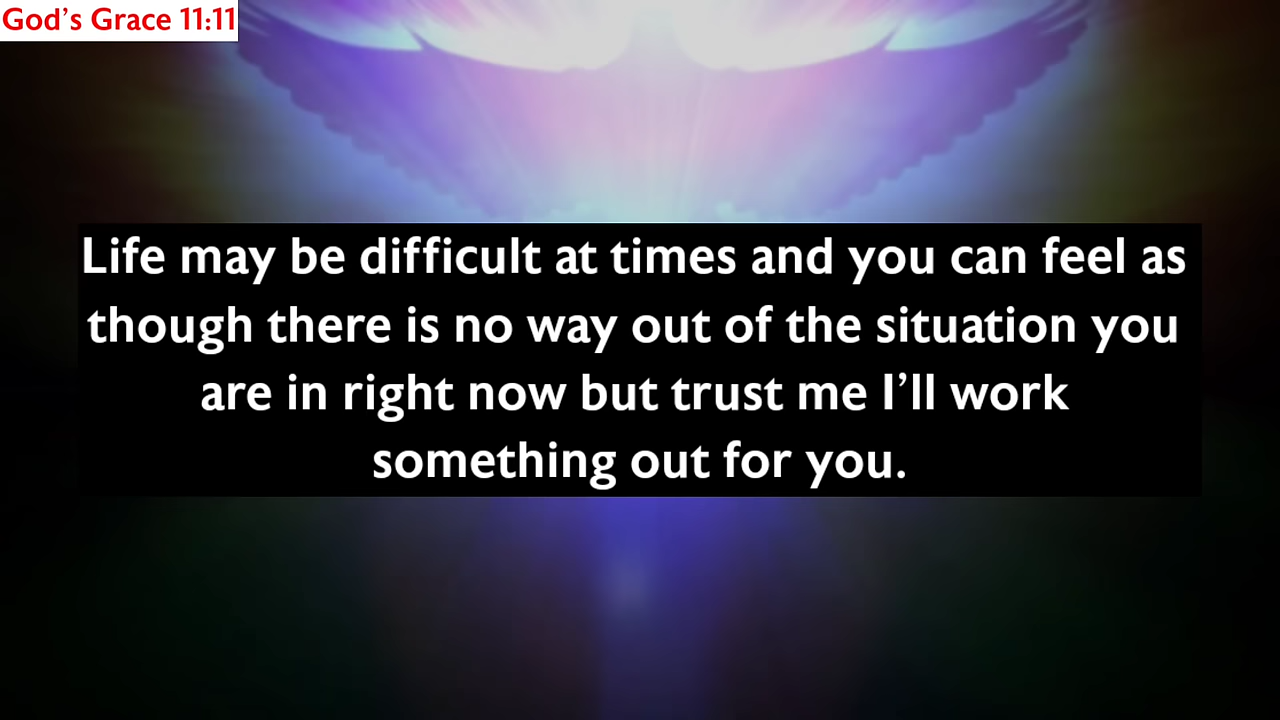 God’s Grace 11:11
Life may be difficult at times and you can feel as
though there is no way out of the situation you
are in right now but trust me I’ll work
something out for you.